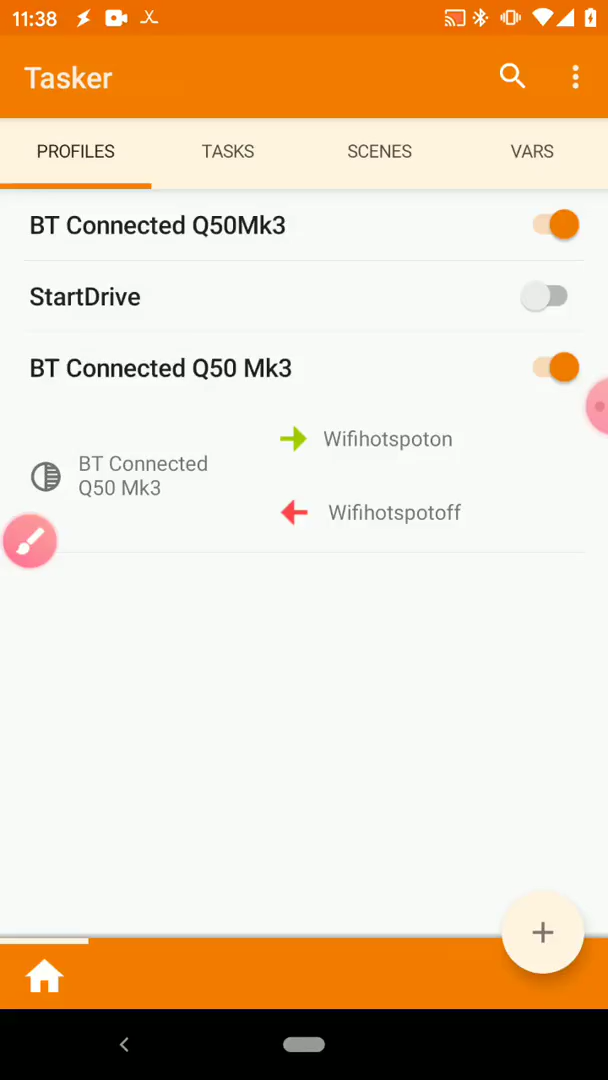 11:38
Tasker
PROFILES
TASKS
SCENES
VARS
BT Connected Q50Mk3
StartDrive
BT Connected Q50 Mk3
BT Connected
Q50 Mk3
Wifihotspoton
Wifihotspotoff